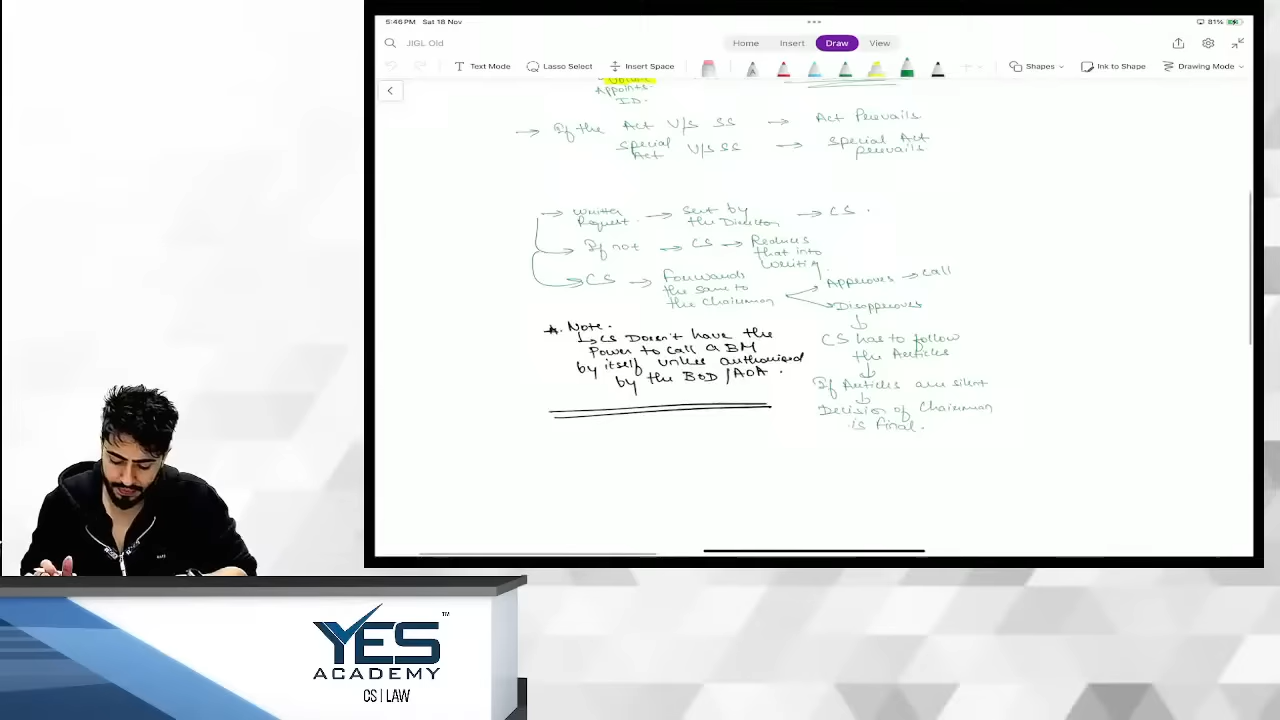 5:46 PM Sat 18 Nov
81%
JIGL Old
Home Insert Draw View
Text Mode Lasso Select Insert Space Shapes Ink to Shape Drawing Mode
Appoints
ID.
→ If the Act V/s SS → Act Prevails
Special Act V/s SS → Special Act prevails
→ Written Request → Sent by the Director → CS.
→ If not → CS → Reduces that into writing
→ CS → Forwards the same to the Chairman
Approves → Call
Disapproves
CS has to follow
the Articles
If Articles are silent
Decision of Chairman
is Final.
Note.
↳ CS Doesn't have the
Power to Call a BM
by itself unless authorised
by the BOD/AOA.
YES
ACADEMY
CS | LAW
TM